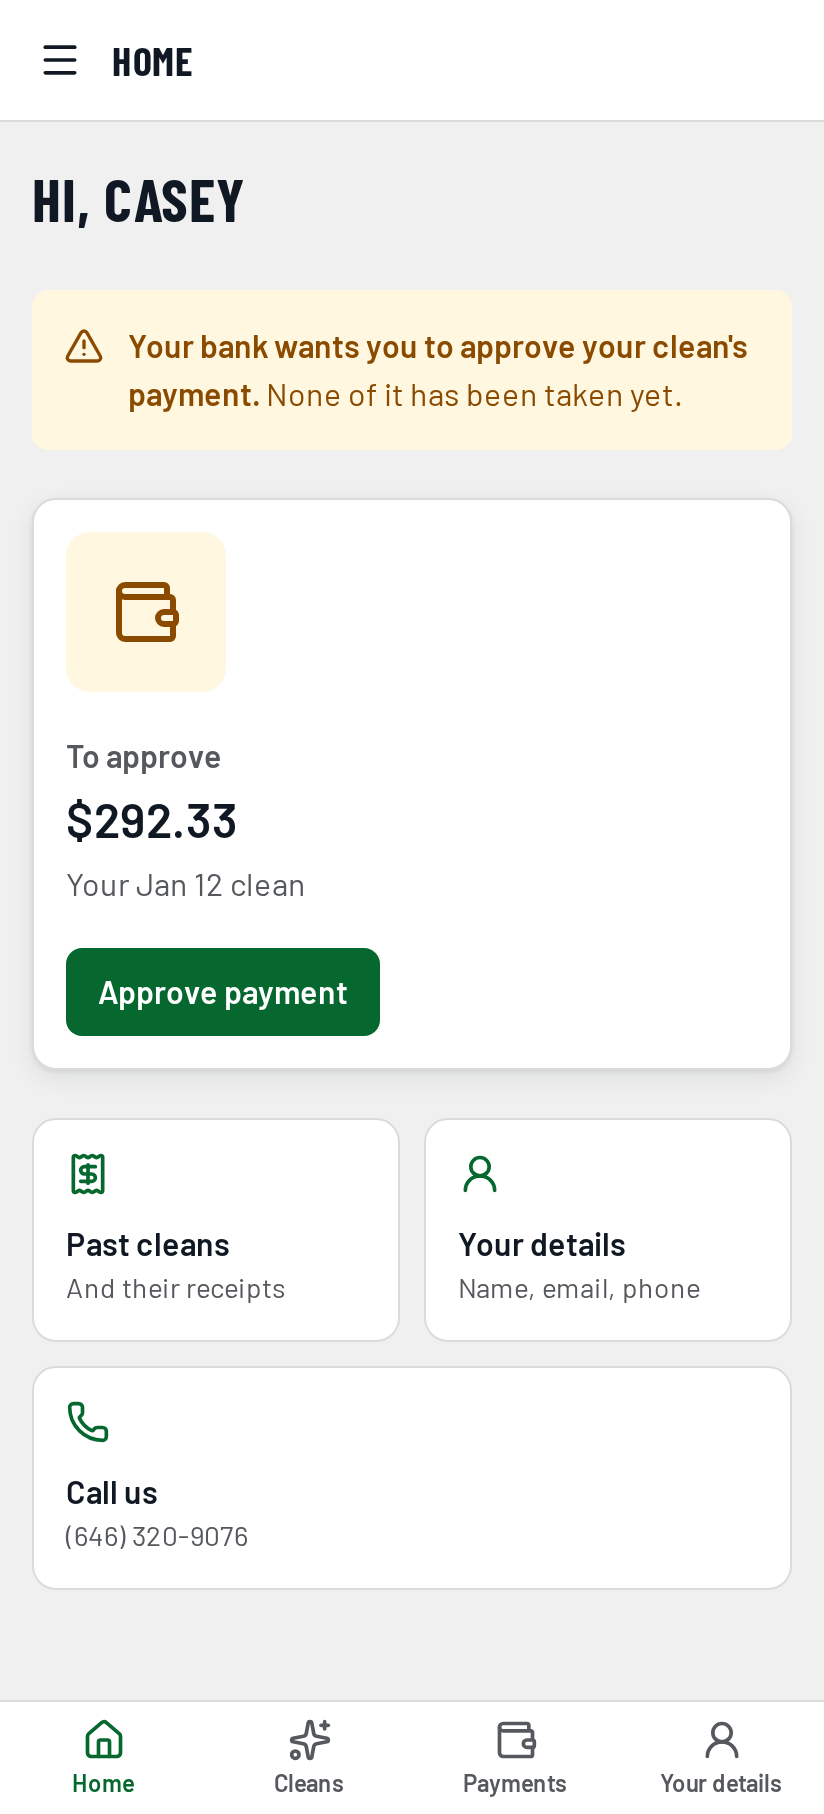 HOME
HI, CASEY
Your bank wants you to approve your clean's
payment. None of it has been taken yet.
To approve
$292.33
Your Jan 12 clean
Approve payment
Past cleans
And their receipts
Your details
Name, email, phone
Call us
(646) 320-9076
Home
Cleans
Payments
Your details